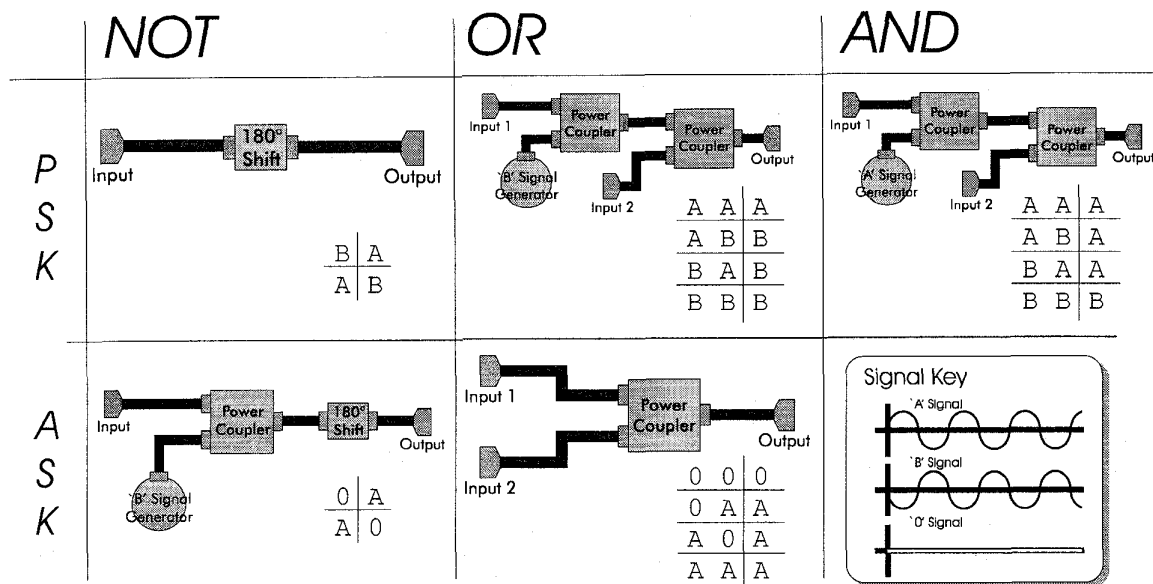 NOT OR AND
P
S
K
Input
180°
Shift
Output
B A
A B
Input 1
Power
Coupler
Power
Coupler
Output
'B' Signal
Generator
Input 2
A A A
A B B
B A B
B B B
Input 1
Power
Coupler
Power
Coupler
Output
'A' Signal
Generator
Input 2
A A A
A B A
B A A
B B B
A
S
K
Input
Power
Coupler
180°
Shift
Output
'B' Signal
Generator
0 A
A 0
Input 1
Power
Coupler
Output
Input 2
0 0 0
0 A A
A 0 A
A A A
Signal Key
'A' Signal
'B' Signal
'0' Signal